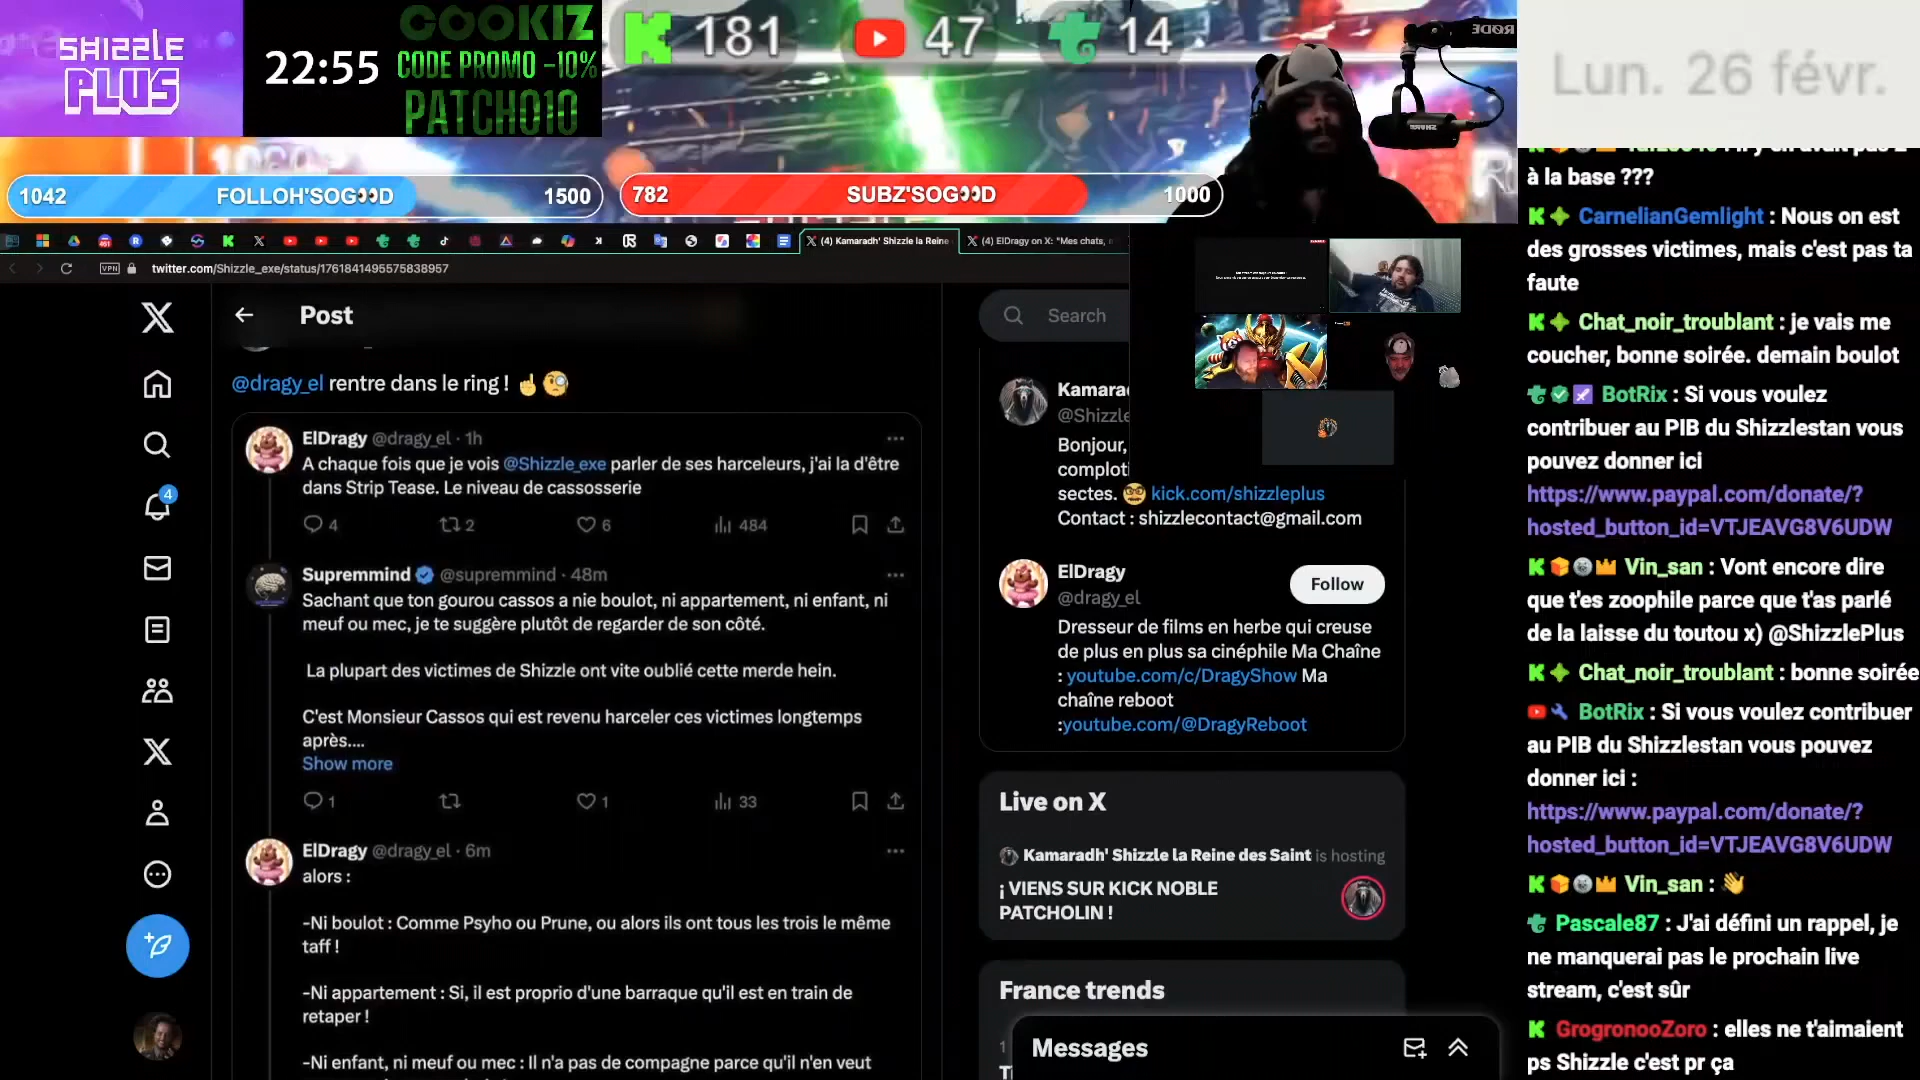 SHIZZLE
PLUS
22:55
COOKIZ
CODE PROMO -10%
PATCHO10
181
47
14
Lun. 26 févr.
1042 FOLLOH'SOG👀D 1500
782 SUBZ'SOG👀D 1000
(4) Kamaradh' Shizzle la Reine
(4) ElDragy on X: "Mes chats,
VPN
twitter.com/Shizzle_exe/status/1761841495575838957
Post
@dragy_el rentre dans le ring ! ☝️🧐
ElDragy @dragy_el · 1h
A chaque fois que je vois @Shizzle_exe parler de ses harceleurs, j'ai la d'être
dans Strip Tease. Le niveau de cassosserie
4 2 6 484
Supremmind @supremmind · 48m
Sachant que ton gourou cassos a nie boulot, ni appartement, ni enfant, ni
meuf ou mec, je te suggère plutôt de regarder de son côté.
La plupart des victimes de Shizzle ont vite oublié cette merde hein.
C'est Monsieur Cassos qui est revenu harceler ces victimes longtemps
après....
Show more
1 1 33
ElDragy @dragy_el · 6m
alors :
-Ni boulot : Comme Psyho ou Prune, ou alors ils ont tous les trois le même
taff !
-Ni appartement : Si, il est proprio d'une barraque qu'il est en train de
retaper !
-Ni enfant, ni meuf ou mec : Il n'a pas de compagne parce qu'il n'en veut
4
Search
Kamarad
@Shizzle
Bonjour,
comploti
sectes. 🤓 kick.com/shizzleplus
Contact : shizzlecontact@gmail.com
ElDragy
@dragy_el
Follow
Dresseur de films en herbe qui creuse
de plus en plus sa cinéphile Ma Chaîne
: youtube.com/c/DragyShow Ma
chaîne reboot
:youtube.com/@DragyReboot
Live on X
Kamaradh' Shizzle la Reine des Saint is hosting
¡ VIENS SUR KICK NOBLE
PATCHOLIN !
France trends
1
Messages
à la base ???
CarnelianGemlight : Nous on est
des grosses victimes, mais c'est pas ta
faute
Chat_noir_troublant : je vais me
coucher, bonne soirée. demain boulot
BotRix : Si vous voulez
contribuer au PIB du Shizzlestan vous
pouvez donner ici
https://www.paypal.com/donate/?
hosted_button_id=VTJEAVG8V6UDW
Vin_san : Vont encore dire
que t'es zoophile parce que t'as parlé
de la laisse du toutou x) @ShizzlePlus
Chat_noir_troublant : bonne soirée
BotRix : Si vous voulez contribuer
au PIB du Shizzlestan vous pouvez
donner ici :
https://www.paypal.com/donate/?
hosted_button_id=VTJEAVG8V6UDW
Vin_san : 👋
Pascale87 : J'ai défini un rappel, je
ne manquerai pas le prochain live
stream, c'est sûr
GrogronooZoro : elles ne t'aimaient
ps Shizzle c'est pr ça